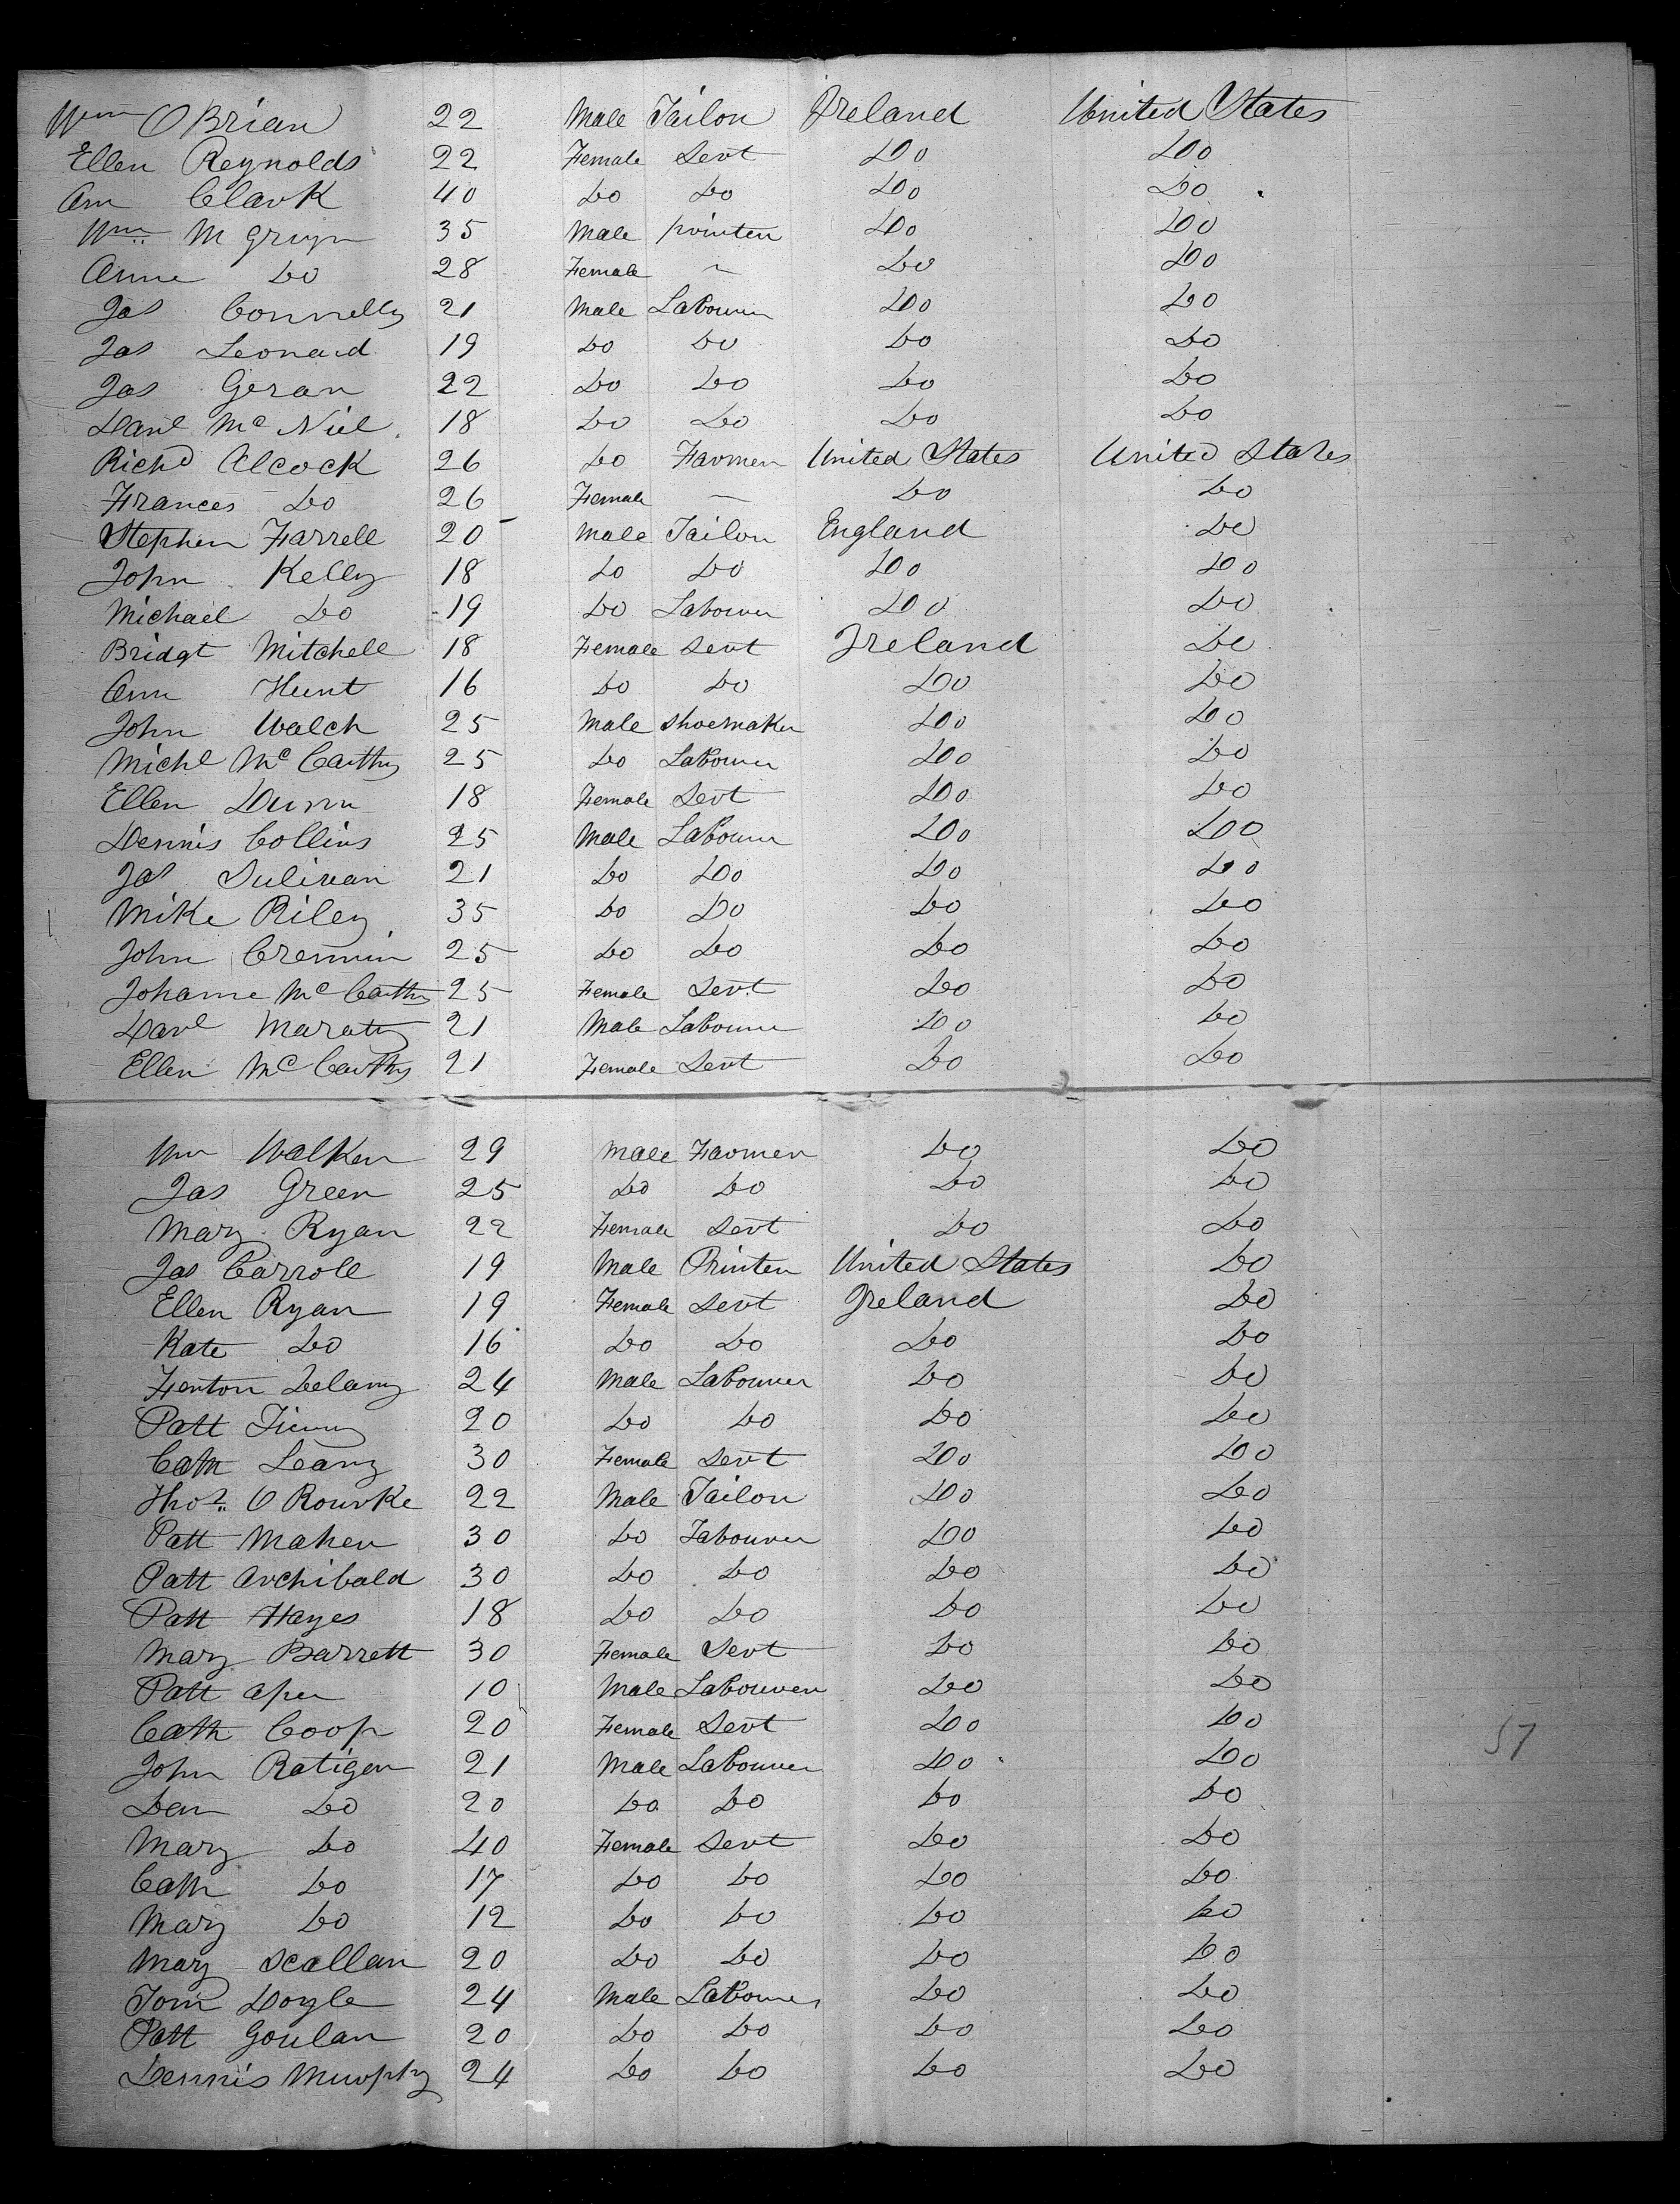 Wm O Brian 22 Male Tailor Ireland United States
Ellen Reynolds 22 Female Servt Do Do
Ann Clark 40 Do Do Do Do
Wm M 35 Male printer Do Do
Anne Do 28 Female ~ Do Do
Jas Connelly 21 Male Labourer Do Do
Jas Leonard 19 Do Do Do Do
Jas Geran 22 Do Do Do Do
Danl Mc Niel 18 Do Do Do Do
Richd Alcock 26 Do Farmer United States United States
Frances Do 26 Female — Do Do
Stephen Farrell 20 Male Tailor England Do
John Kelly 18 Do Do Do Do
Michael Do 19 Do Labourer Do Do
Bridgt Mitchell 18 Female Servt Ireland Do
Ann Hunt 16 Do Do Do Do
John Walch 25 Male Shoemaker Do Do
Michl Mc Carthy 25 Do Labourer Do Do
Ellen Dunn 18 Female Servt Do Do
Dennis Collins 25 Male Labourer Do Do
Jas Sulivan 21 Do Do Do Do
Mike Riley 35 Do Do Do Do
John Cremmin 25 Do Do Do Do
Johanne Mc Carthy 25 Female Servt Do Do
Danl Maraty 21 Male Labourer Do Do
Ellen Mc Carthy 21 Female Servt Do Do
Wm Walker 29 Male Farmer Do Do
Jas Green 25 Do Do Do Do
Mary Ryan 22 Female Servt Do Do
Jas Carroll 19 Male Printer United States Do
Ellen Ryan 19 Female Servt Ireland Do
Kate Do 16 Do Do Do Do
Fenton Delany 24 Male Labourer Do Do
Patt 20 Do Do Do Do
Cath Leary 30 Female Servt Do Do
Thos. O Rourke 22 Male Tailor Do Do
Patt Maher 30 Do Labourer Do Do
Patt Archibald 30 Do Do Do Do
Patt Hayes 18 Do Do Do Do
Mary Barrett 30 Female Servt Do Do
Patt 10 Male Labourer Do Do
Cath Coop 20 Female Servt Do Do
John Ratigan 21 Male Labourer Do Do 57
Den Do 20 Do Do Do Do
Mary Do 40 Female Servt Do Do
Cath Do 17 Do Do Do Do
Mary Do 12 Do Do Do Do
Mary Scallan 20 Do Do Do Do
Tom Doyle 24 Male Labourer Do Do
Patt Goulan 20 Do Do Do Do
Dennis Murphy 24 Do Do Do Do